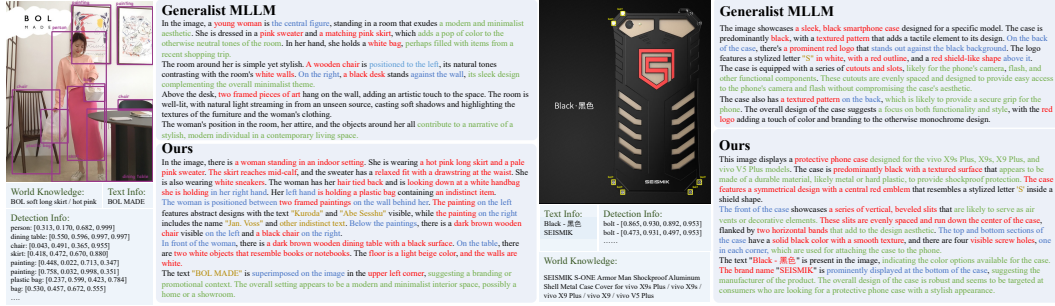 BOL
MADE
person
painting
painting
chair
World Knowledge:
BOL soft long skirt / hot pink
Text Info:
BOL MADE
Detection Info:
person: [0.313, 0.170, 0.682, 0.999]
dining table: [0.550, 0.596, 0.997, 0.997]
chair: [0.043, 0.491, 0.365, 0.955]
skirt: [0.418, 0.472, 0.670, 0.880]
painting: [0.448, 0.022, 0.713, 0.347]
painting: [0.758, 0.032, 0.998, 0.351]
plastic bag: [0.237, 0.599, 0.423, 0.784]
bag: [0.530, 0.457, 0.672, 0.555]
....
Generalist MLLM
In the image, a young woman is the central figure, standing in a room that exudes a modern and minimalist
aesthetic. She is dressed in a pink sweater and a matching pink skirt, which adds a pop of color to the
otherwise neutral tones of the room. In her hand, she holds a white bag, perhaps filled with items from a
recent shopping trip.
The room around her is simple yet stylish. A wooden chair is positioned to the left, its natural tones
contrasting with the room's white walls. On the right, a black desk stands against the wall, its sleek design
complementing the overall minimalist theme.
Above the desk, two framed pieces of art hang on the wall, adding an artistic touch to the space. The room is
well-lit, with natural light streaming in from an unseen source, casting soft shadows and highlighting the
textures of the furniture and the woman's clothing.
The woman's position in the room, her attire, and the objects around her all contribute to a narrative of a
stylish, modern individual in a contemporary living space.
Ours
In the image, there is a woman standing in an indoor setting. She is wearing a hot pink long skirt and a pale
pink sweater. The skirt reaches mid-calf, and the sweater has a relaxed fit with a drawstring at the waist. She
is also wearing white sneakers. The woman has her hair tied back and is looking down at a white handbag
she is holding in her right hand. Her left hand is holding a plastic bag containing an indistinct item.
The woman is positioned between two framed paintings on the wall behind her. The painting on the left
features abstract designs with the text "Kuroda" and "Abe Sesshu" visible, while the painting on the right
includes the name "Jan. Voss" and other indistinct text. Below the paintings, there is a dark brown wooden
chair visible on the left and a black chair on the right.
In front of the woman, there is a dark brown wooden dining table with a black surface. On the table, there
are two white objects that resemble books or notebooks. The floor is a light beige color, and the walls are
white.
The text "BOL MADE" is superimposed on the image in the upper left corner, suggesting a branding or
promotional context. The overall setting appears to be a modern and minimalist interior space, possibly a
home or a showroom.
Black - 黑色
SEISMIK
Text Info:
Black - 黑色
SEISMIK
Detection Info:
bolt - [0.865, 0.930, 0.892, 0.953]
bolt - [0.473, 0.931, 0.497, 0.953]
......
World Knowledge:
SEISMIK S-ONE Armor Man Shockproof Aluminum
Shell Metal Case Cover for vivo X9s Plus / vivo X9s /
vivo X9 Plus / vivo X9 / vivo V5 Plus
Generalist MLLM
The image showcases a sleek, black smartphone case designed for a specific model. The case is
predominantly black, with a textured pattern that adds a tactile element to its design. On the back
of the case, there's a prominent red logo that stands out against the black background. The logo
features a stylized letter "S" in white, with a red outline, and a red shield-like shape above it.
The case is equipped with a series of cutouts and slots, likely for the phone's camera, flash, and
other functional components. These cutouts are evenly spaced and designed to provide easy access
to the phone's camera and flash without compromising the case's aesthetic.
The case also has a textured pattern on the back, which is likely to provide a secure grip for the
phone. The overall design of the case suggests a focus on both functionality and style, with the red
logo adding a touch of color and branding to the otherwise monochrome design.
Ours
This image displays a protective phone case designed for the vivo X9s Plus, X9s, X9 Plus, and
vivo V5 Plus models. The case is predominantly black with a textured surface that appears to be
made of a durable material, likely metal or hard plastic, to provide shockproof protection. The case
features a symmetrical design with a central red emblem that resembles a stylized letter 'S' inside a
shield shape.
The front of the case features a series of vertical, beveled slits that are likely to serve as air
vents or decorative elements. These slits are evenly spaced and run down the center of the case,
flanked by two horizontal bands that add to the design aesthetic. The top and bottom sections of
the case have a solid black color with a smooth texture, and there are four visible screw holes, one
in each corner, which are used for attaching the case to the phone.
The text "Black - 黑色" is present in the image, indicating the color options available for the case.
The brand name "SEISMIK" is prominently displayed at the bottom of the case, suggesting the
manufacturer of the product. The overall design of the case is robust and seems to be targeted at
consumers who are looking for a protective phone case with a stylish appearance.